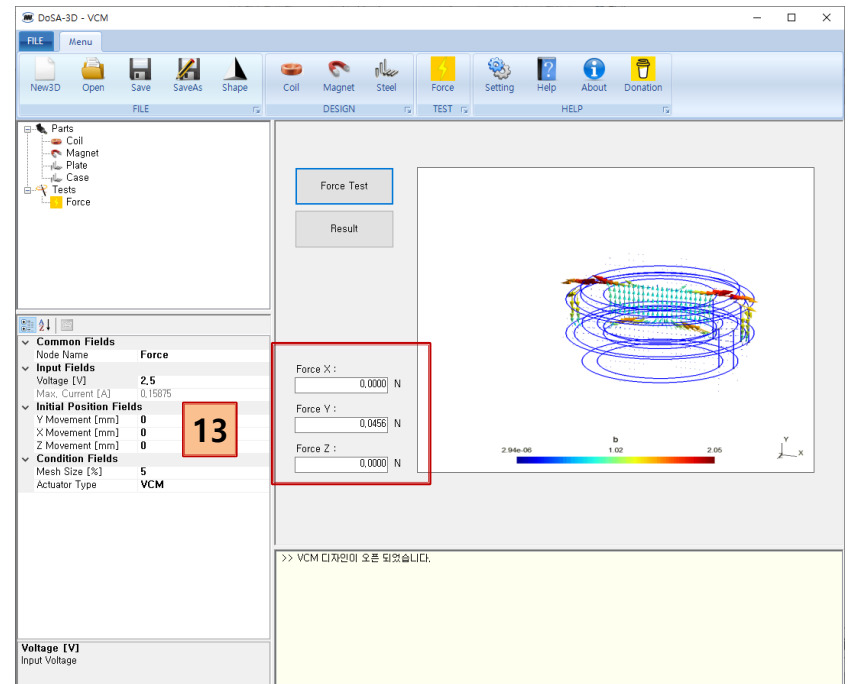 DoSA-3D - VCM
FILE Menu
New3D Open Save SaveAs Shape Coil Magnet Steel Force Setting Help About Donation
FILE DESIGN TEST HELP
Parts
Coil
Magnet
Plate
Case
Tests
Force
Force Test
Result
Common Fields
Node Name Force
Input Fields
Voltage [V] 2,5
Max, Current [A] 0,15875
Initial Position Fields
Y Movement [mm] 0
X Movement [mm] 0
Z Movement [mm] 0
Condition Fields
Mesh Size [%] 5
Actuator Type VCM
13
Force X :
0,0000 N
Force Y :
0,0456 N
Force Z :
0,0000 N
b
2.94e-06 1.02 2.05
Y
Z X
>> VCM 디자인이 오픈 되었습니다.
Voltage [V]
Input Voltage